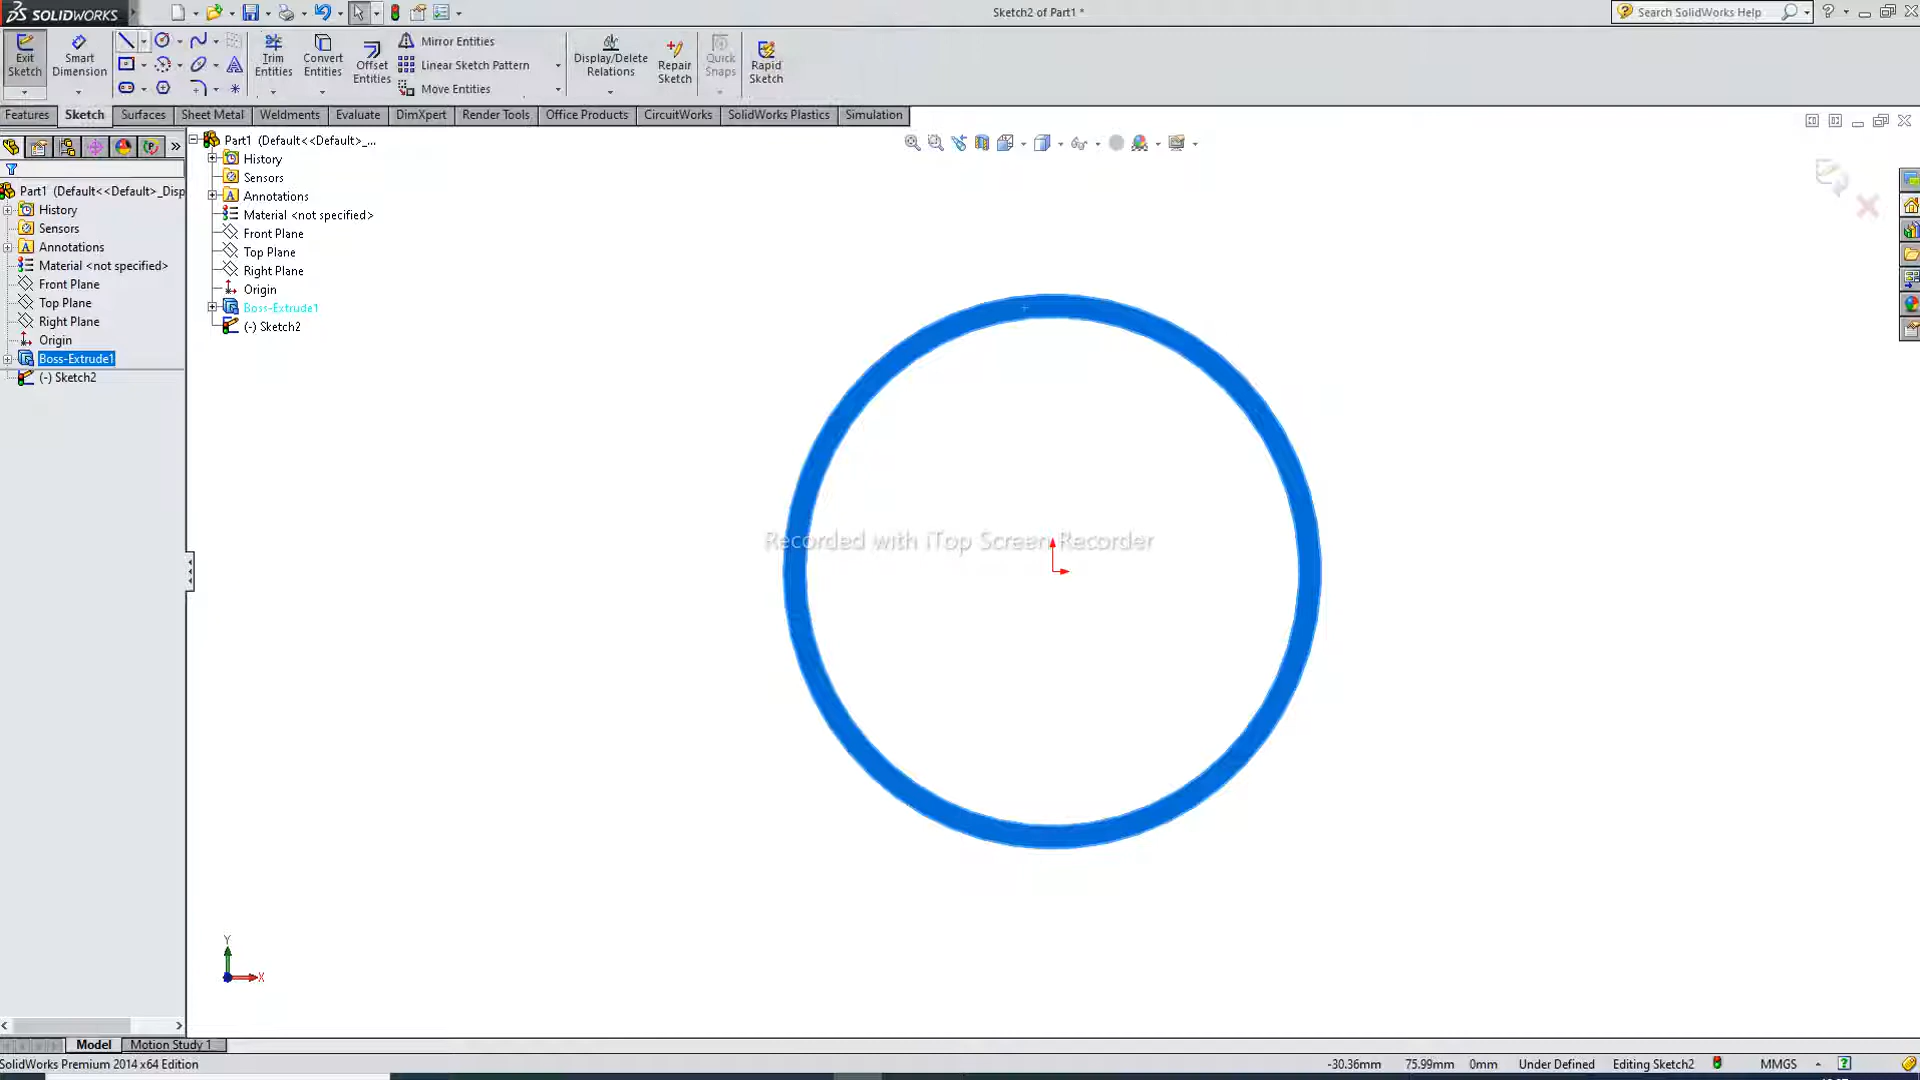 SOLIDWORKS
Sketch2 of Part1 *
Search SolidWorks Help
Exit Sketch
Smart Dimension
Trim Entities
Convert Entities
Offset Entities
Mirror Entities
Linear Sketch Pattern
Move Entities
Display/Delete Relations
Repair Sketch
Quick Snaps
Rapid Sketch
Features
Sketch
Surfaces
Sheet Metal
Weldments
Evaluate
DimXpert
Render Tools
Office Products
CircuitWorks
SolidWorks Plastics
Simulation
Part1 (Default<<Default>_Disp
History
Sensors
Annotations
Material <not specified>
Front Plane
Top Plane
Right Plane
Origin
Boss-Extrude1
(-) Sketch2
Part1 (Default<<Default>_...
History
Sensors
Annotations
Material <not specified>
Front Plane
Top Plane
Right Plane
Origin
Boss-Extrude1
(-) Sketch2
Recorded with iTop Screen Recorder
Y
X
Model
Motion Study 1
SolidWorks Premium 2014 x64 Edition
-30.36mm
75.99mm
0mm
Under Defined
Editing Sketch2
MMGS